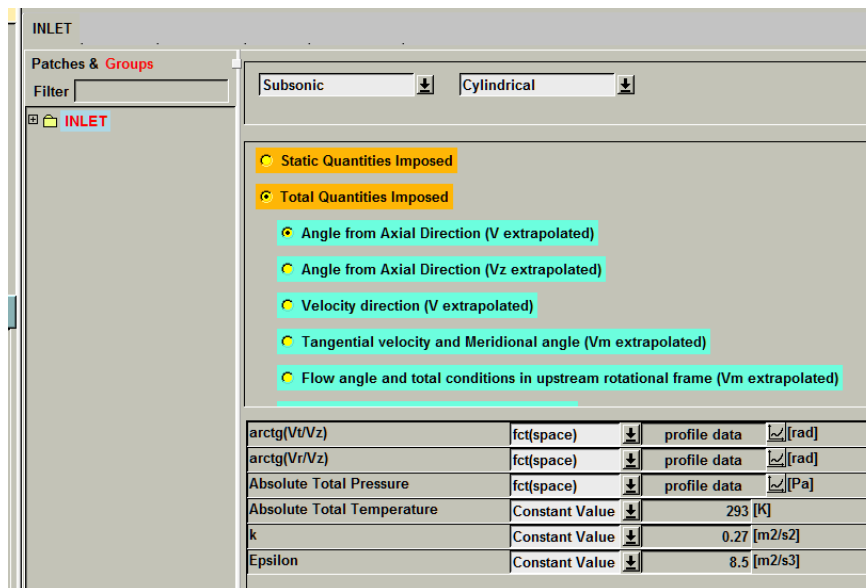 INLET
Patches & Groups
Filter
INLET
Subsonic Cylindrical
Static Quantities Imposed
Total Quantities Imposed
Angle from Axial Direction (V extrapolated)
Angle from Axial Direction (Vz extrapolated)
Velocity direction (V extrapolated)
Tangential velocity and Meridional angle (Vm extrapolated)
Flow angle and total conditions in upstream rotational frame (Vm extrapolated)
arctg(Vt/Vz) fct(space) profile data [rad]
arctg(Vr/Vz) fct(space) profile data [rad]
Absolute Total Pressure fct(space) profile data [Pa]
Absolute Total Temperature Constant Value 293 [K]
k Constant Value 0.27 [m2/s2]
Epsilon Constant Value 8.5 [m2/s3]